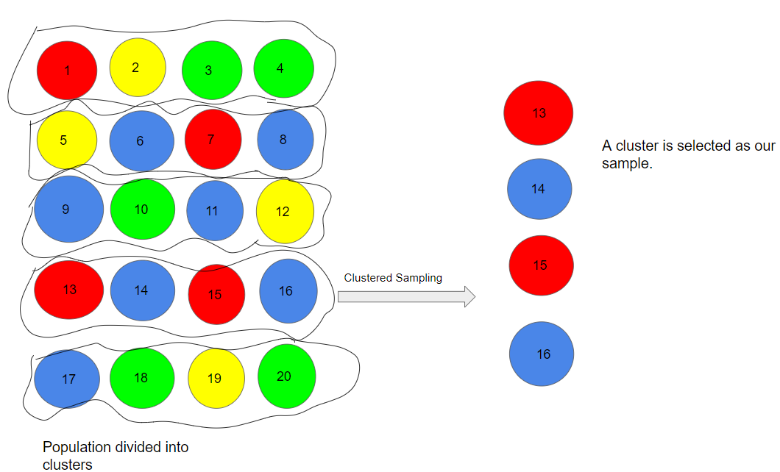 1 2 3 4
5 6 7 8
9 10 11 12
13 14 15 16
17 18 19 20
Population divided into
clusters
Clustered Sampling
13
14
15
16
A cluster is selected as our
sample.